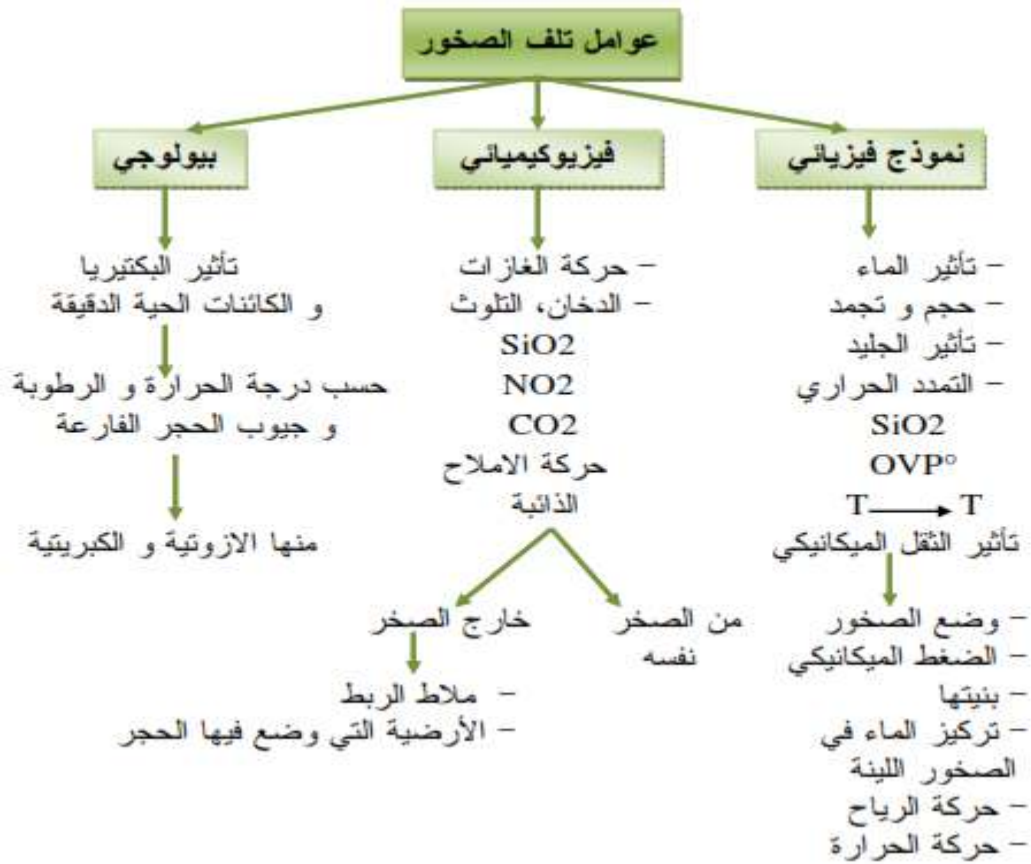 عوامل تلف الصخور
نموذج فيزيائي
– تأثير الماء
– حجم و تجمد
– تأثير الجليد
– التمدد الحراري
SiO2
OVP°
T → T
تأثير الثقل الميكانيكي
– وضع الصخور
– الضغط الميكانيكي
– بنيتها
– تركيز الماء في
الصخور اللينة
– حركة الرياح
– حركة الحرارة
فيزيوكيميائي
– حركة الغازات
– الدخان، التلوث
SiO2
NO2
CO2
حركة الاملاح
الذائبة
من الصخر
نفسه
خارج الصخر
– ملاط الربط
– الأرضية التي وضع فيها الحجر
بيولوجي
تأثير البكتيريا
و الكائنات الحية الدقيقة
حسب درجة الحرارة و الرطوبة
و جيوب الحجر الفارعة
منها الازوتية و الكبريتية